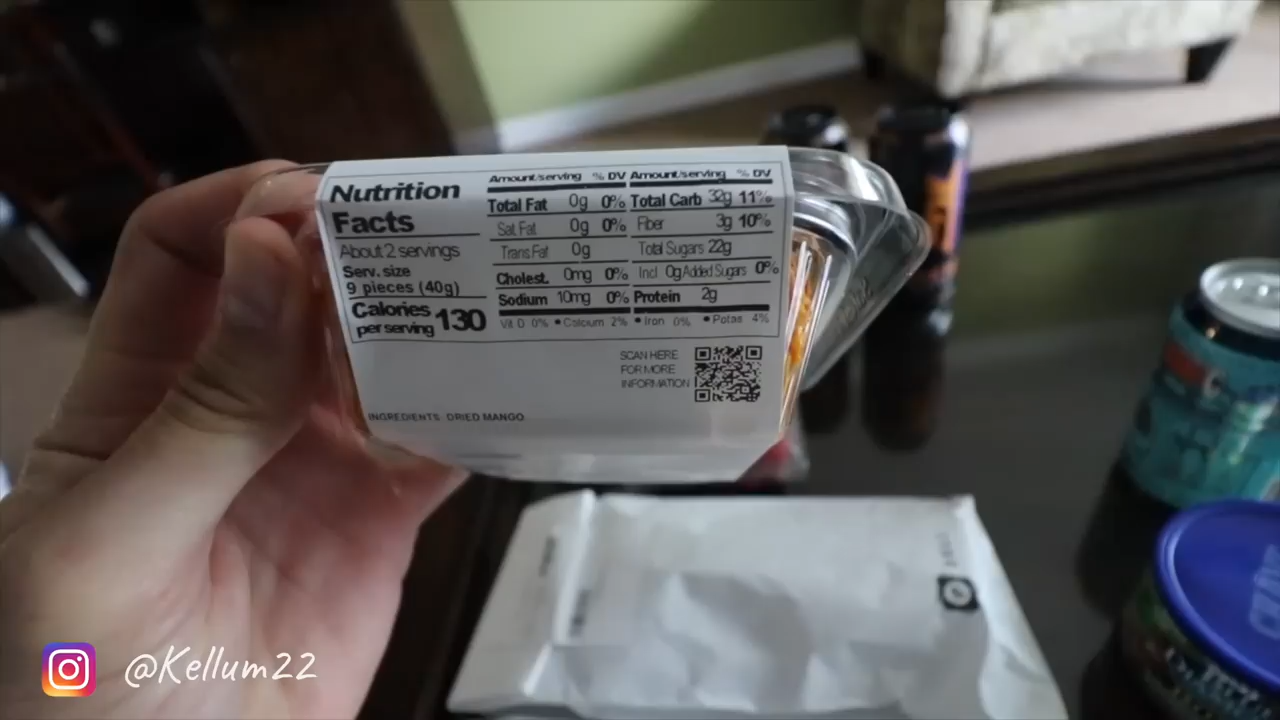 Nutrition
Facts
About 2 servings
Serv. size
9 pieces (40g)
Calories
per serving 130
Amount/serving % DV
Total Fat 0g 0%
Sat Fat 0g 0%
Trans Fat 0g
Cholest. 0mg 0%
Sodium 10mg 0%
Amount/serving % DV
Total Carb 32g 11%
Fiber 3g 10%
Total Sugars 22g
Incl 0g Added Sugars 0%
Protein 2g
Vit D 0% • Calcium 2% • Iron 0% • Potas 4%
SCAN HERE
FOR MORE
INFORMATION
INGREDIENTS DRIED MANGO
@Kellum22